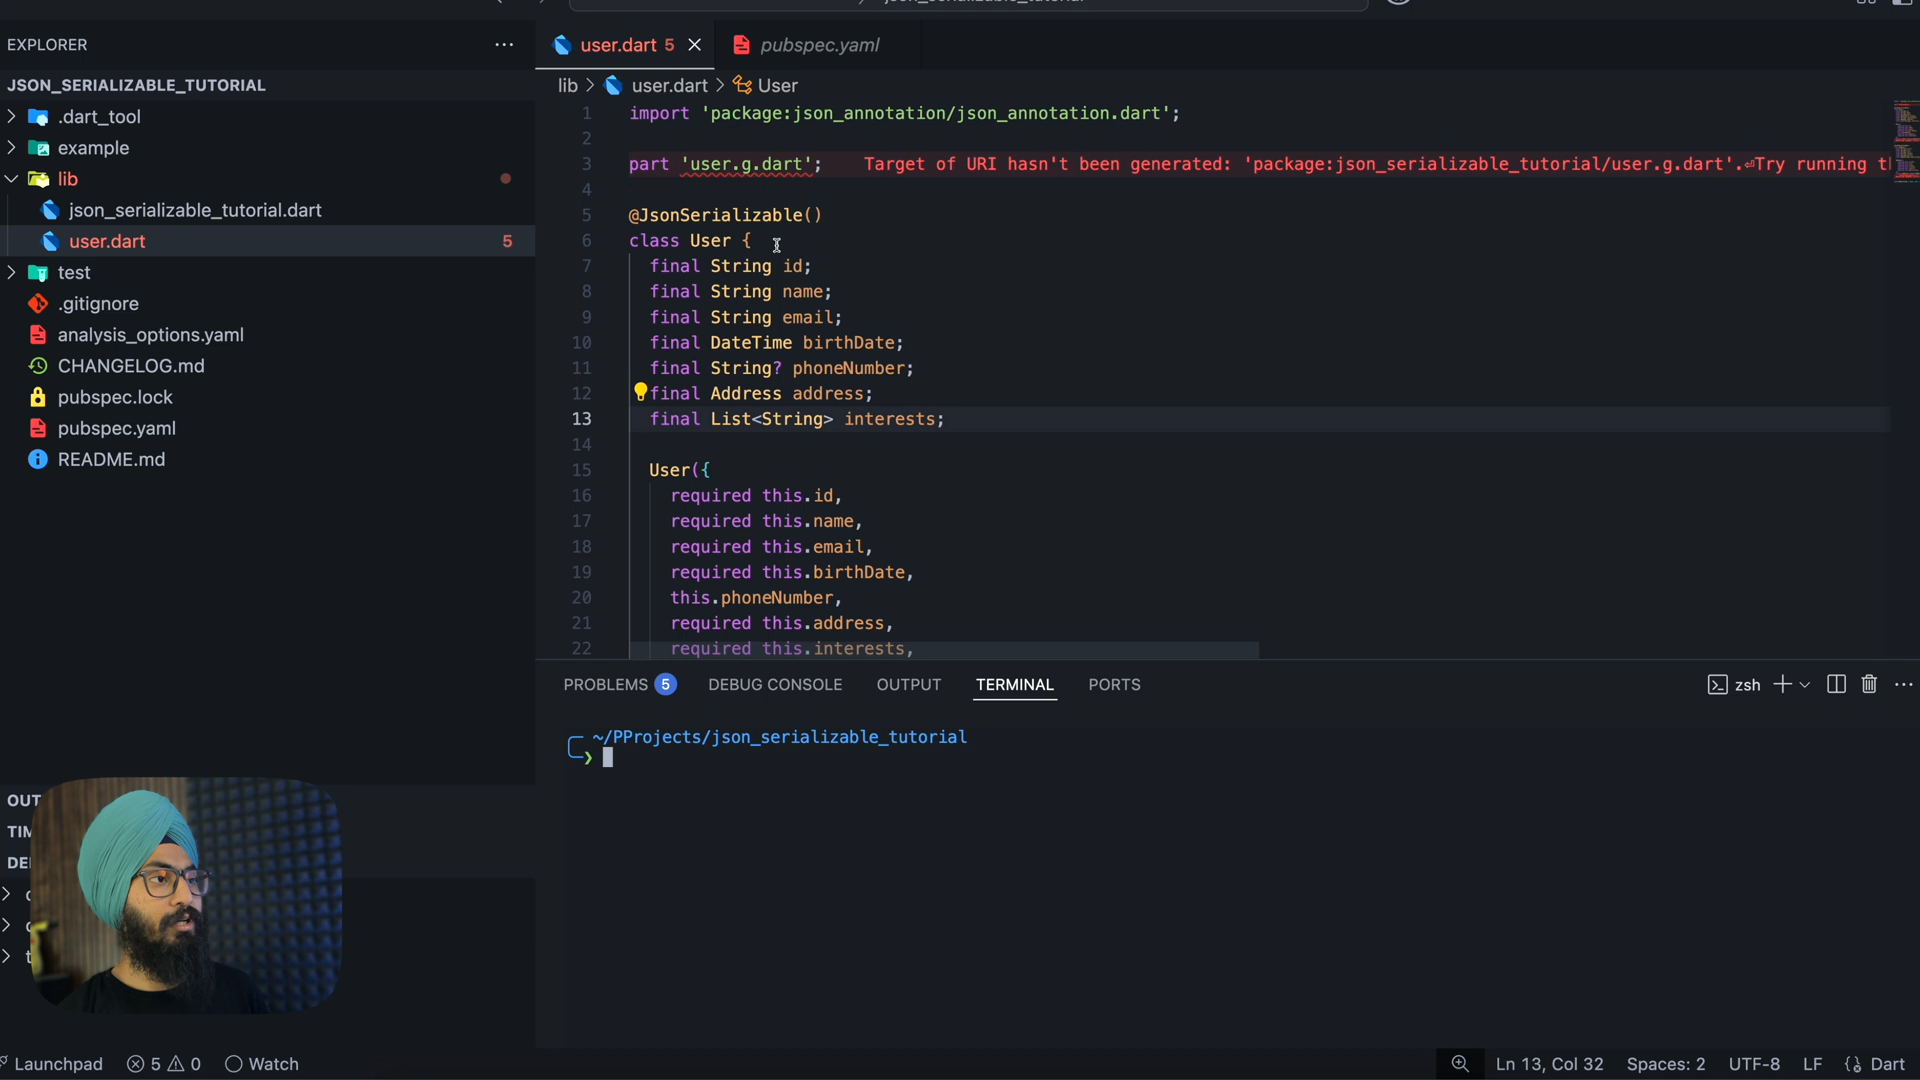 json_serializable_tutorial
EXPLORER
JSON_SERIALIZABLE_TUTORIAL
.dart_tool
example
lib
json_serializable_tutorial.dart
user.dart 5
test
.gitignore
analysis_options.yaml
CHANGELOG.md
pubspec.lock
pubspec.yaml
README.md
user.dart 5
pubspec.yaml
lib > user.dart > User
1 import 'package:json_annotation/json_annotation.dart';
2
3 part 'user.g.dart'; Target of URI hasn't been generated: 'package:json_serializable_tutorial/user.g.dart'.⏎Try running t
4
5 @JsonSerializable()
6 class User {
7 final String id;
8 final String name;
9 final String email;
10 final DateTime birthDate;
11 final String? phoneNumber;
12 final Address address;
13 final List<String> interests;
14
15 User({
16 required this.id,
17 required this.name,
18 required this.email,
19 required this.birthDate,
20 this.phoneNumber,
21 required this.address,
22 required this.interests,
PROBLEMS 5 DEBUG CONSOLE OUTPUT TERMINAL PORTS
zsh
~/PProjects/json_serializable_tutorial
❯
OUT
TIM
DE
Launchpad 5 0 Watch
Ln 13, Col 32 Spaces: 2 UTF-8 LF {} Dart